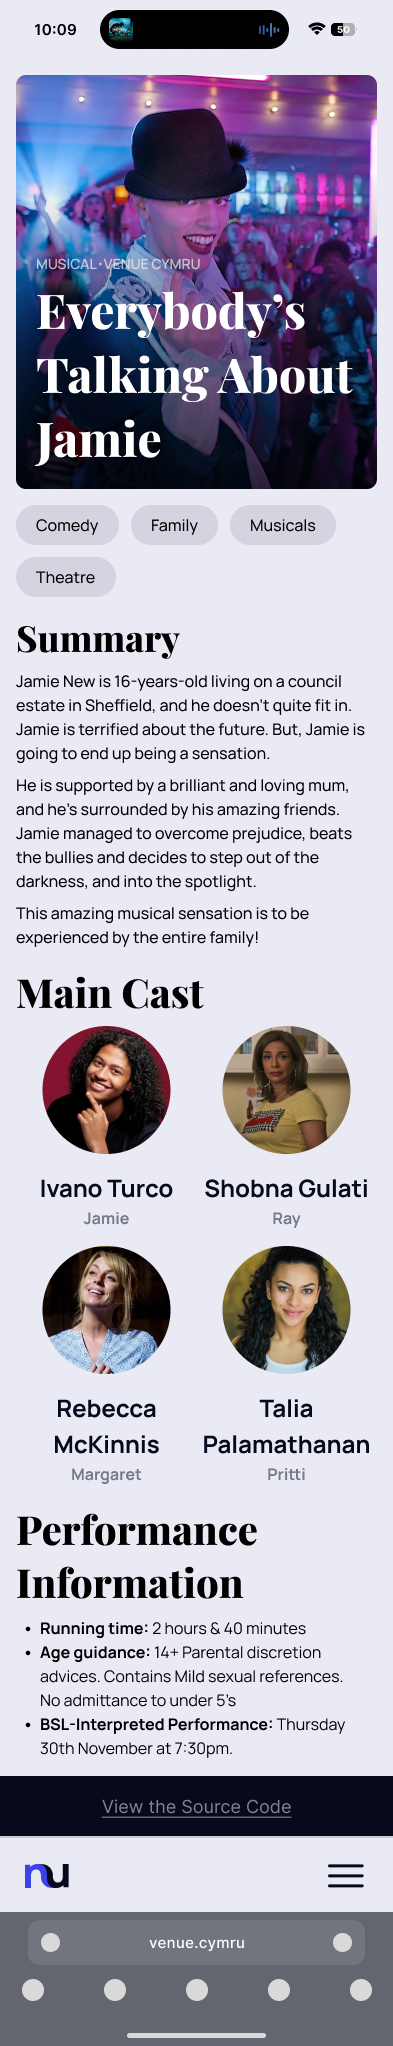 10:09
50
MUSICAL•VENUE CYMRU
Everybody’s
Talking About
Jamie
Comedy
Family
Musicals
Theatre
Summary
Jamie New is 16-years-old living on a council
estate in Sheffield, and he doesn't quite fit in.
Jamie is terrified about the future. But, Jamie is
going to end up being a sensation.
He is supported by a brilliant and loving mum,
and he's surrounded by his amazing friends.
Jamie managed to overcome prejudice, beats
the bullies and decides to step out of the
darkness, and into the spotlight.
This amazing musical sensation is to be
experienced by the entire family!
Main Cast
Ivano Turco
Jamie
Shobna Gulati
Ray
Rebecca
McKinnis
Margaret
Talia
Palamathanan
Pritti
Performance
Information
• Running time: 2 hours & 40 minutes
• Age guidance: 14+ Parental discretion
advices. Contains Mild sexual references.
No admittance to under 5's
• BSL-Interpreted Performance: Thursday
30th November at 7:30pm.
View the Source Code
nu
venue.cymru